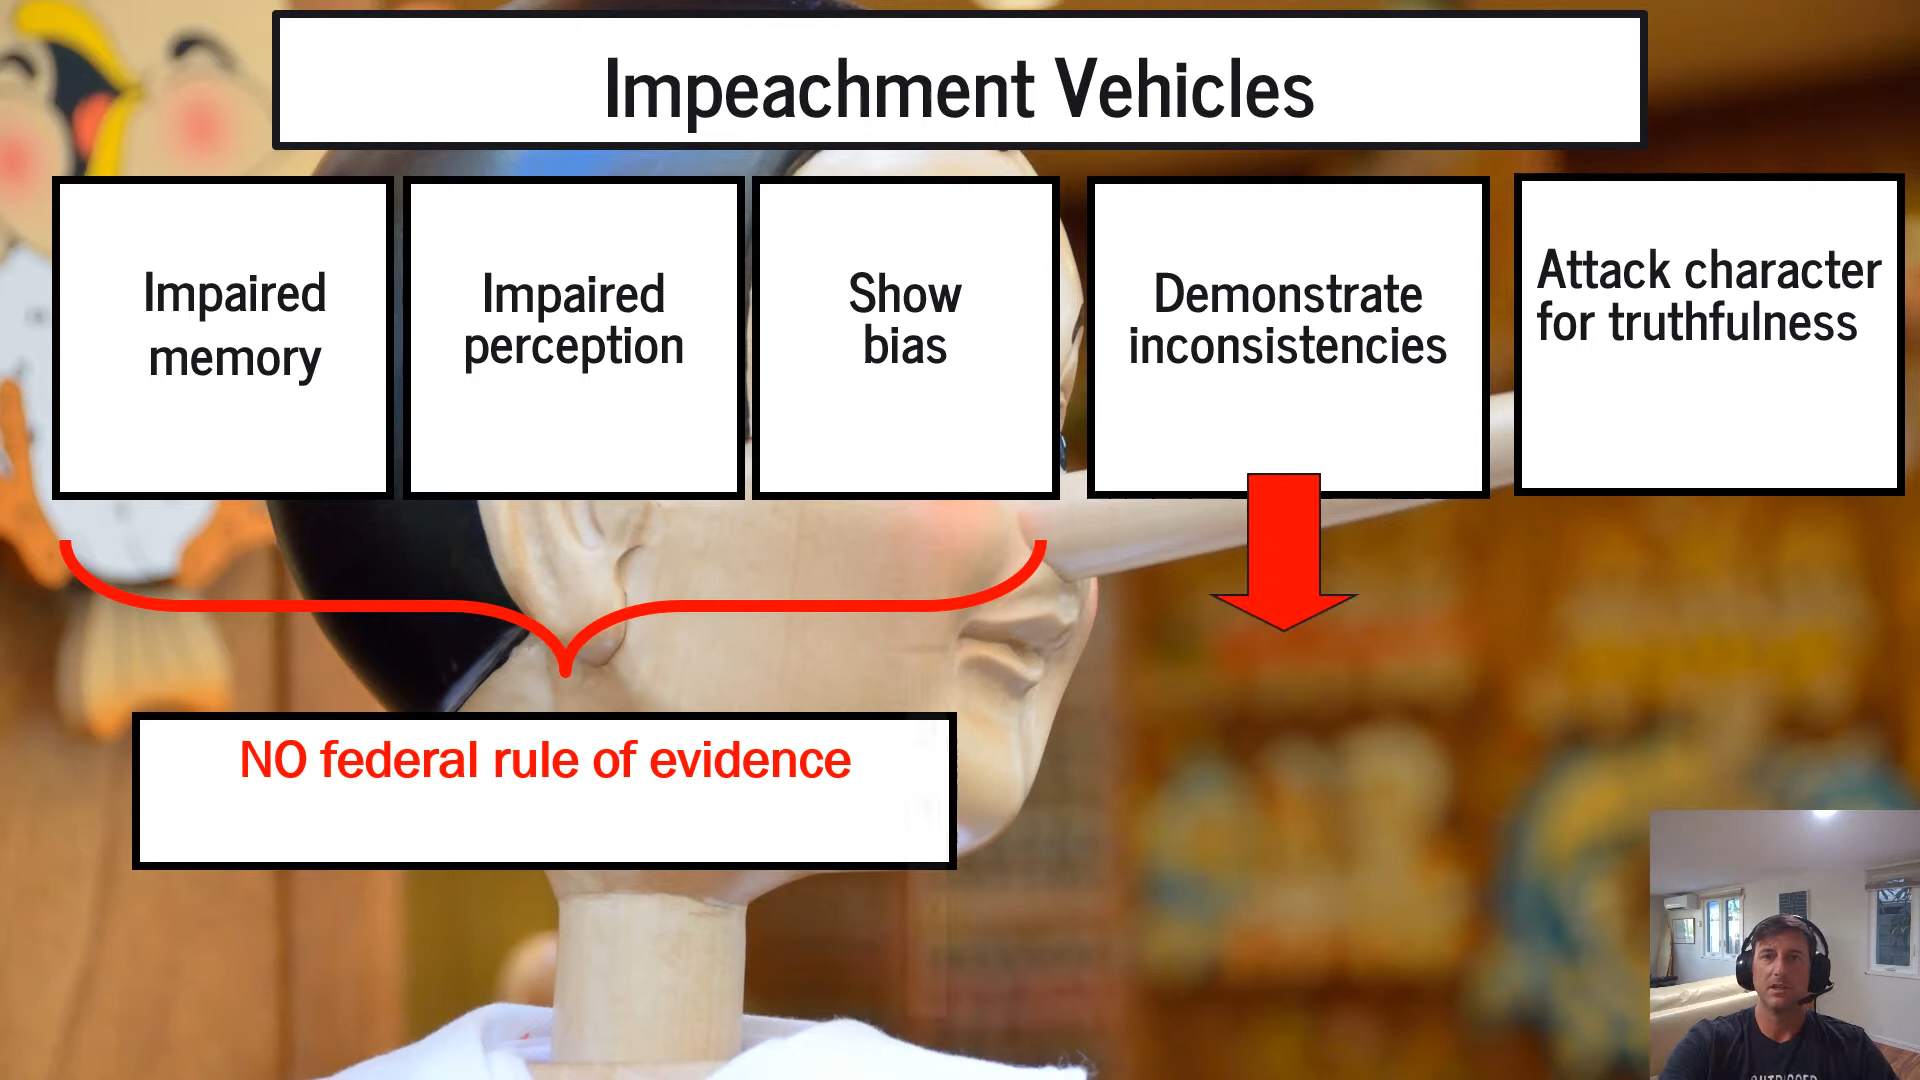 Impeachment Vehicles
Impaired
memory
Impaired
perception
Show
bias
Demonstrate
inconsistencies
Attack character
for truthfulness
NO federal rule of evidence